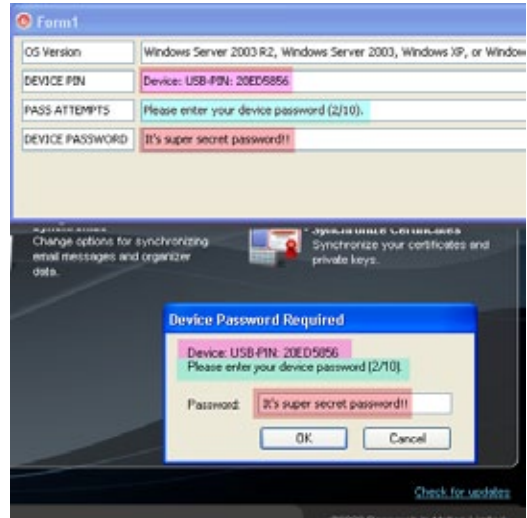 Form1
OS Version Windows Server 2003 R2, Windows Server 2003, Windows XP, or Window
DEVICE PIN Device: USB-PIN: 20ED5856
PASS ATTEMPTS Please enter your device password (2/10).
DEVICE PASSWORD It's super secret password!!
Synchronize Certificates
Change options for synchronizing
email messages and organizer
data.
Synchronize your certificates and
private keys.
Device Password Required
Device: USB-PIN: 20ED5856
Please enter your device password (2/10).
Password: It's super secret password!!
OK Cancel
Check for updates